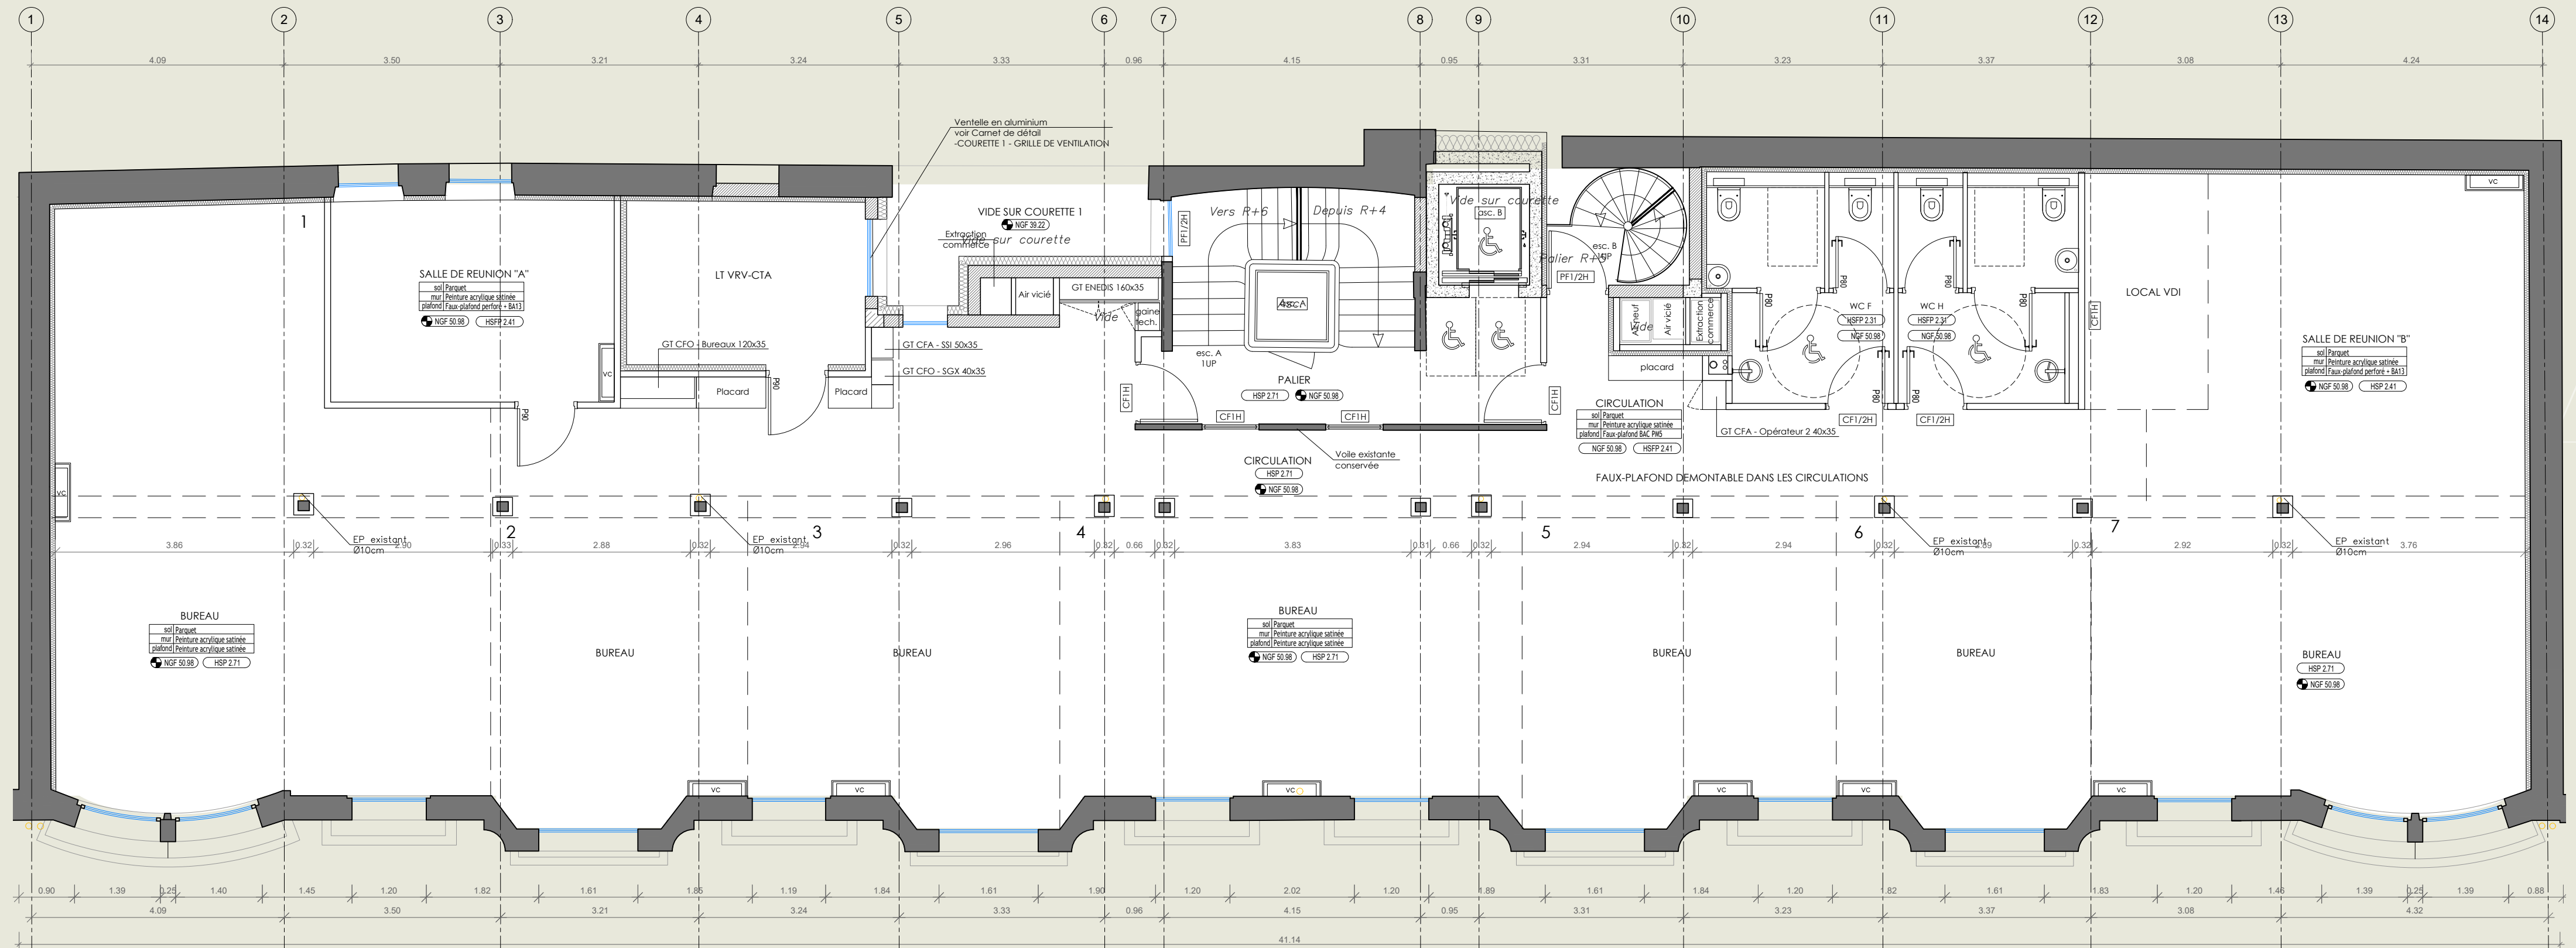 1 2 3 4 5 6 7 8 9 10 11 12 13 14
4.09 3.50 3.21 3.24 3.33 0.96 4.15 0.95 3.31 3.23 3.37 3.08 4.24
Ventelle en aluminium
voir Carnet de détail
-COURETTE 1 - GRILLE DE VENTILATION
1
SALLE DE REUNION "A"
sol Parquet
mur Peinture acrylique satinée
plafond Faux-plafond perforé + BA13
NGF 50.98 HSFP 2.41
VC
P90
LT VRV-CTA
GT CFO - Bureaux 120x35
Placard
P90
Placard
VIDE SUR COURETTE 1
NGF 39.22
Vide sur courette
Extraction
commerce
Air vicié
GT ENEDIS 160x35
Vide
gaine
tech.
GT CFA - SSI 50x35
GT CFO - SGX 40x35
PF1/2H
Vers R+6
Depuis R+4
Asc. A
esc. A
1UP
CF1H
PALIER
HSP 2.71 NGF 50.98
CF1H
CF1H
CF1H
Voile existante
conservée
Vide sur courette
asc. B
esc. B
1UP
Palier R+5
PF1/2H
Air neuf
Air vicié
Extraction
commerce
Vide
placard
GT CFA - Opérateur 2 40x35
CIRCULATION
sol Parquet
mur Peinture acrylique satinée
plafond Faux-plafond BAC PM5
NGF 50.98 HSFP 2.41
CIRCULATION
HSP 2.71
NGF 50.98
FAUX-PLAFOND DEMONTABLE DANS LES CIRCULATIONS
P80
P80
WC F
HSFP 2.31
NGF 50.98
P80
CF1/2H
WC H
HSFP 2.31
NGF 50.98
P80
P80
P80
CF1/2H
CF1H
LOCAL VDI
VC
SALLE DE REUNION "B"
sol Parquet
mur Peinture acrylique satinée
plafond Faux-plafond perforé + BA13
NGF 50.98 HSP 2.41
VC
2 3 4 5 6 7
EP existant
Ø10cm
EP existant
Ø10cm
EP existant
Ø10cm
EP existant
Ø10cm
3.86 0.32 2.90 0.33 2.88 0.32 2.94 0.32 2.96 0.32 0.66 0.32 3.83 0.31 0.66 0.32 2.94 0.32 2.94 0.32 0.32 2.92 0.32 3.76
BUREAU
sol Parquet
mur Peinture acrylique satinée
plafond Peinture acrylique satinée
NGF 50.98 HSP 2.71
BUREAU
BUREAU
BUREAU
sol Parquet
mur Peinture acrylique satinée
plafond Peinture acrylique satinée
NGF 50.98 HSP 2.71
BUREAU
BUREAU
BUREAU
HSP 2.71
NGF 50.98
VC VC VC VC VC VC
0.90 1.39 0.25 1.40 1.45 1.20 1.82 1.61 1.85 1.19 1.84 1.61 1.90 1.20 2.02 1.20 1.89 1.61 1.84 1.20 1.82 1.61 1.83 1.20 1.46 1.39 0.25 1.39 0.88
4.09 3.50 3.21 3.24 3.33 0.96 4.15 0.95 3.31 3.23 3.37 3.08 4.32
41.14